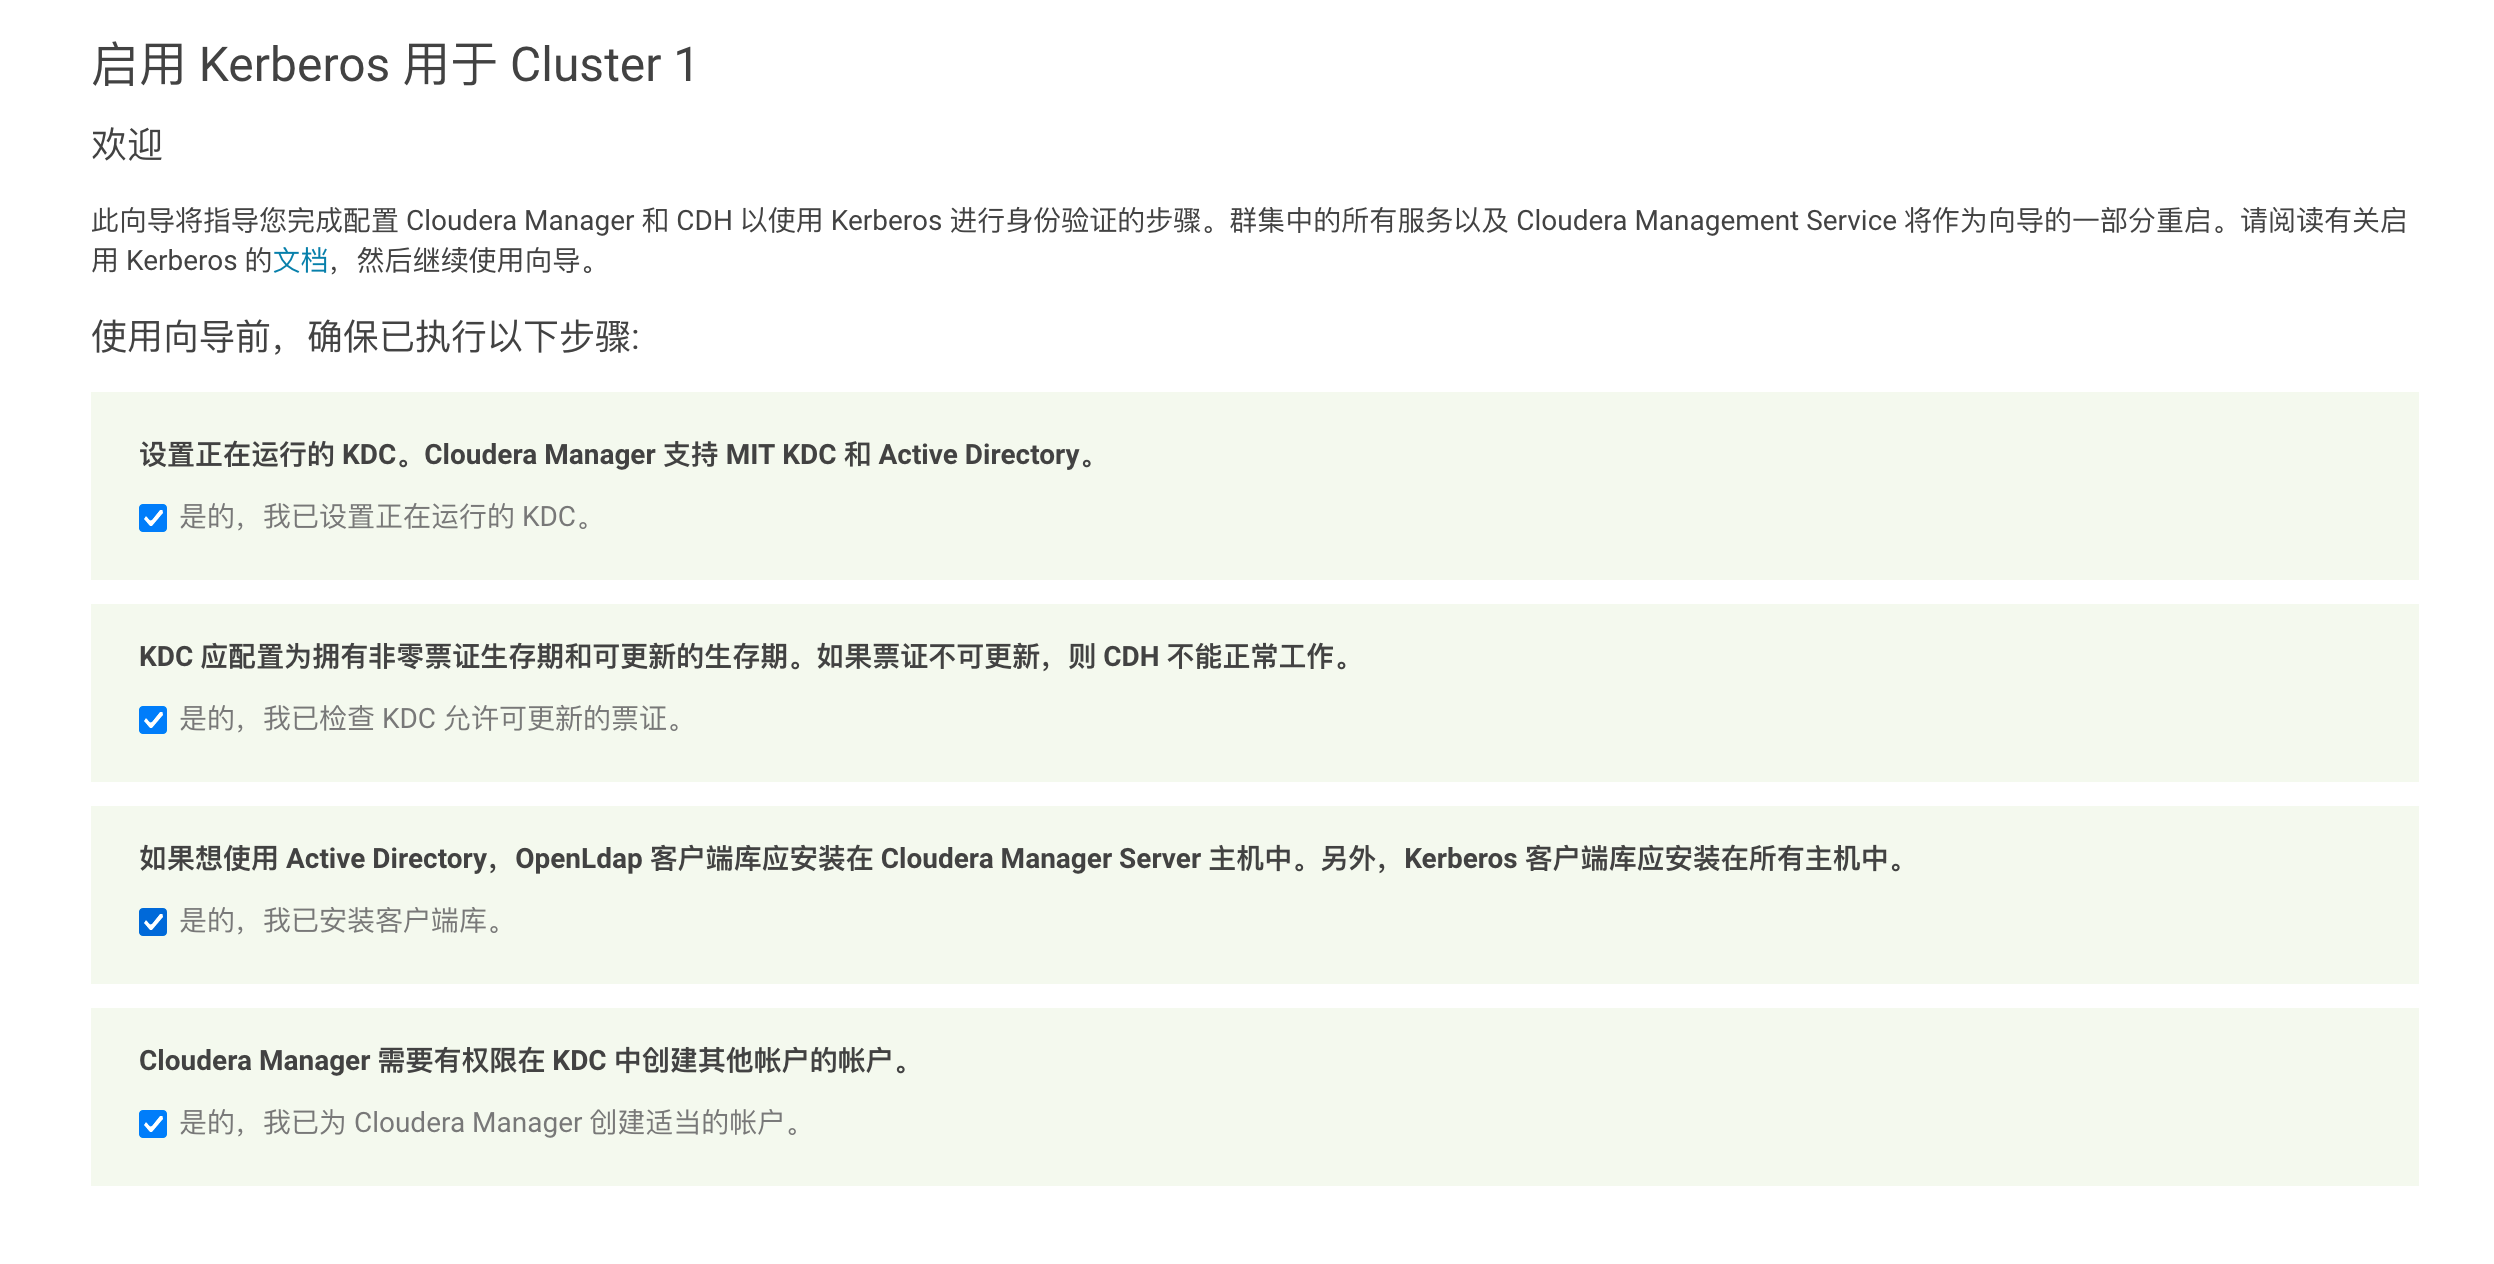 启用 Kerberos 用于 Cluster 1
欢迎
此向导将指导您完成配置 Cloudera Manager 和 CDH 以使用 Kerberos 进行身份验证的步骤。群集中的所有服务以及 Cloudera Management Service 将作为向导的一部分重启。请阅读有关启
用 Kerberos 的文档，然后继续使用向导。
使用向导前，确保已执行以下步骤:
设置正在运行的 KDC。Cloudera Manager 支持 MIT KDC 和 Active Directory。
是的，我已设置正在运行的 KDC。
KDC 应配置为拥有非零票证生存期和可更新的生存期。如果票证不可更新，则 CDH 不能正常工作。
是的，我已检查 KDC 允许可更新的票证。
如果想使用 Active Directory，OpenLdap 客户端库应安装在 Cloudera Manager Server 主机中。另外，Kerberos 客户端库应安装在所有主机中。
是的，我已安装客户端库。
Cloudera Manager 需要有权限在 KDC 中创建其他帐户的帐户。
是的，我已为 Cloudera Manager 创建适当的帐户。